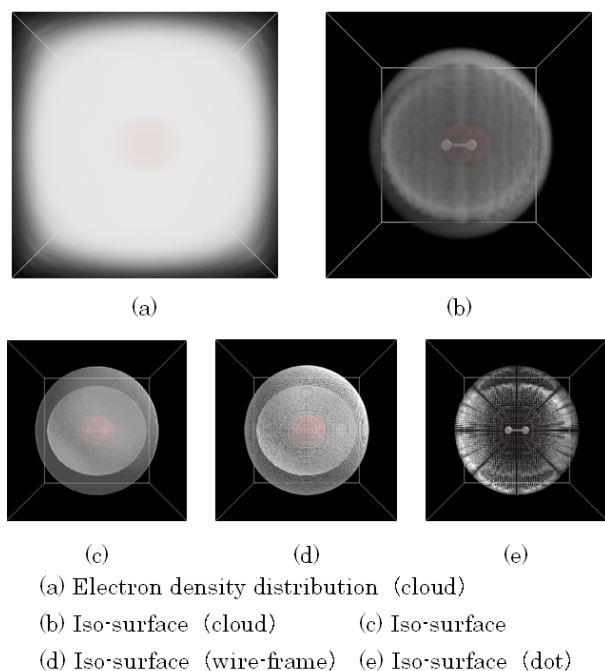 (a)
(b)
(c)
(d)
(e)
(a) Electron density distribution (cloud)
(b) Iso-surface (cloud) (c) Iso-surface
(d) Iso-surface (wire-frame) (e) Iso-surface (dot)